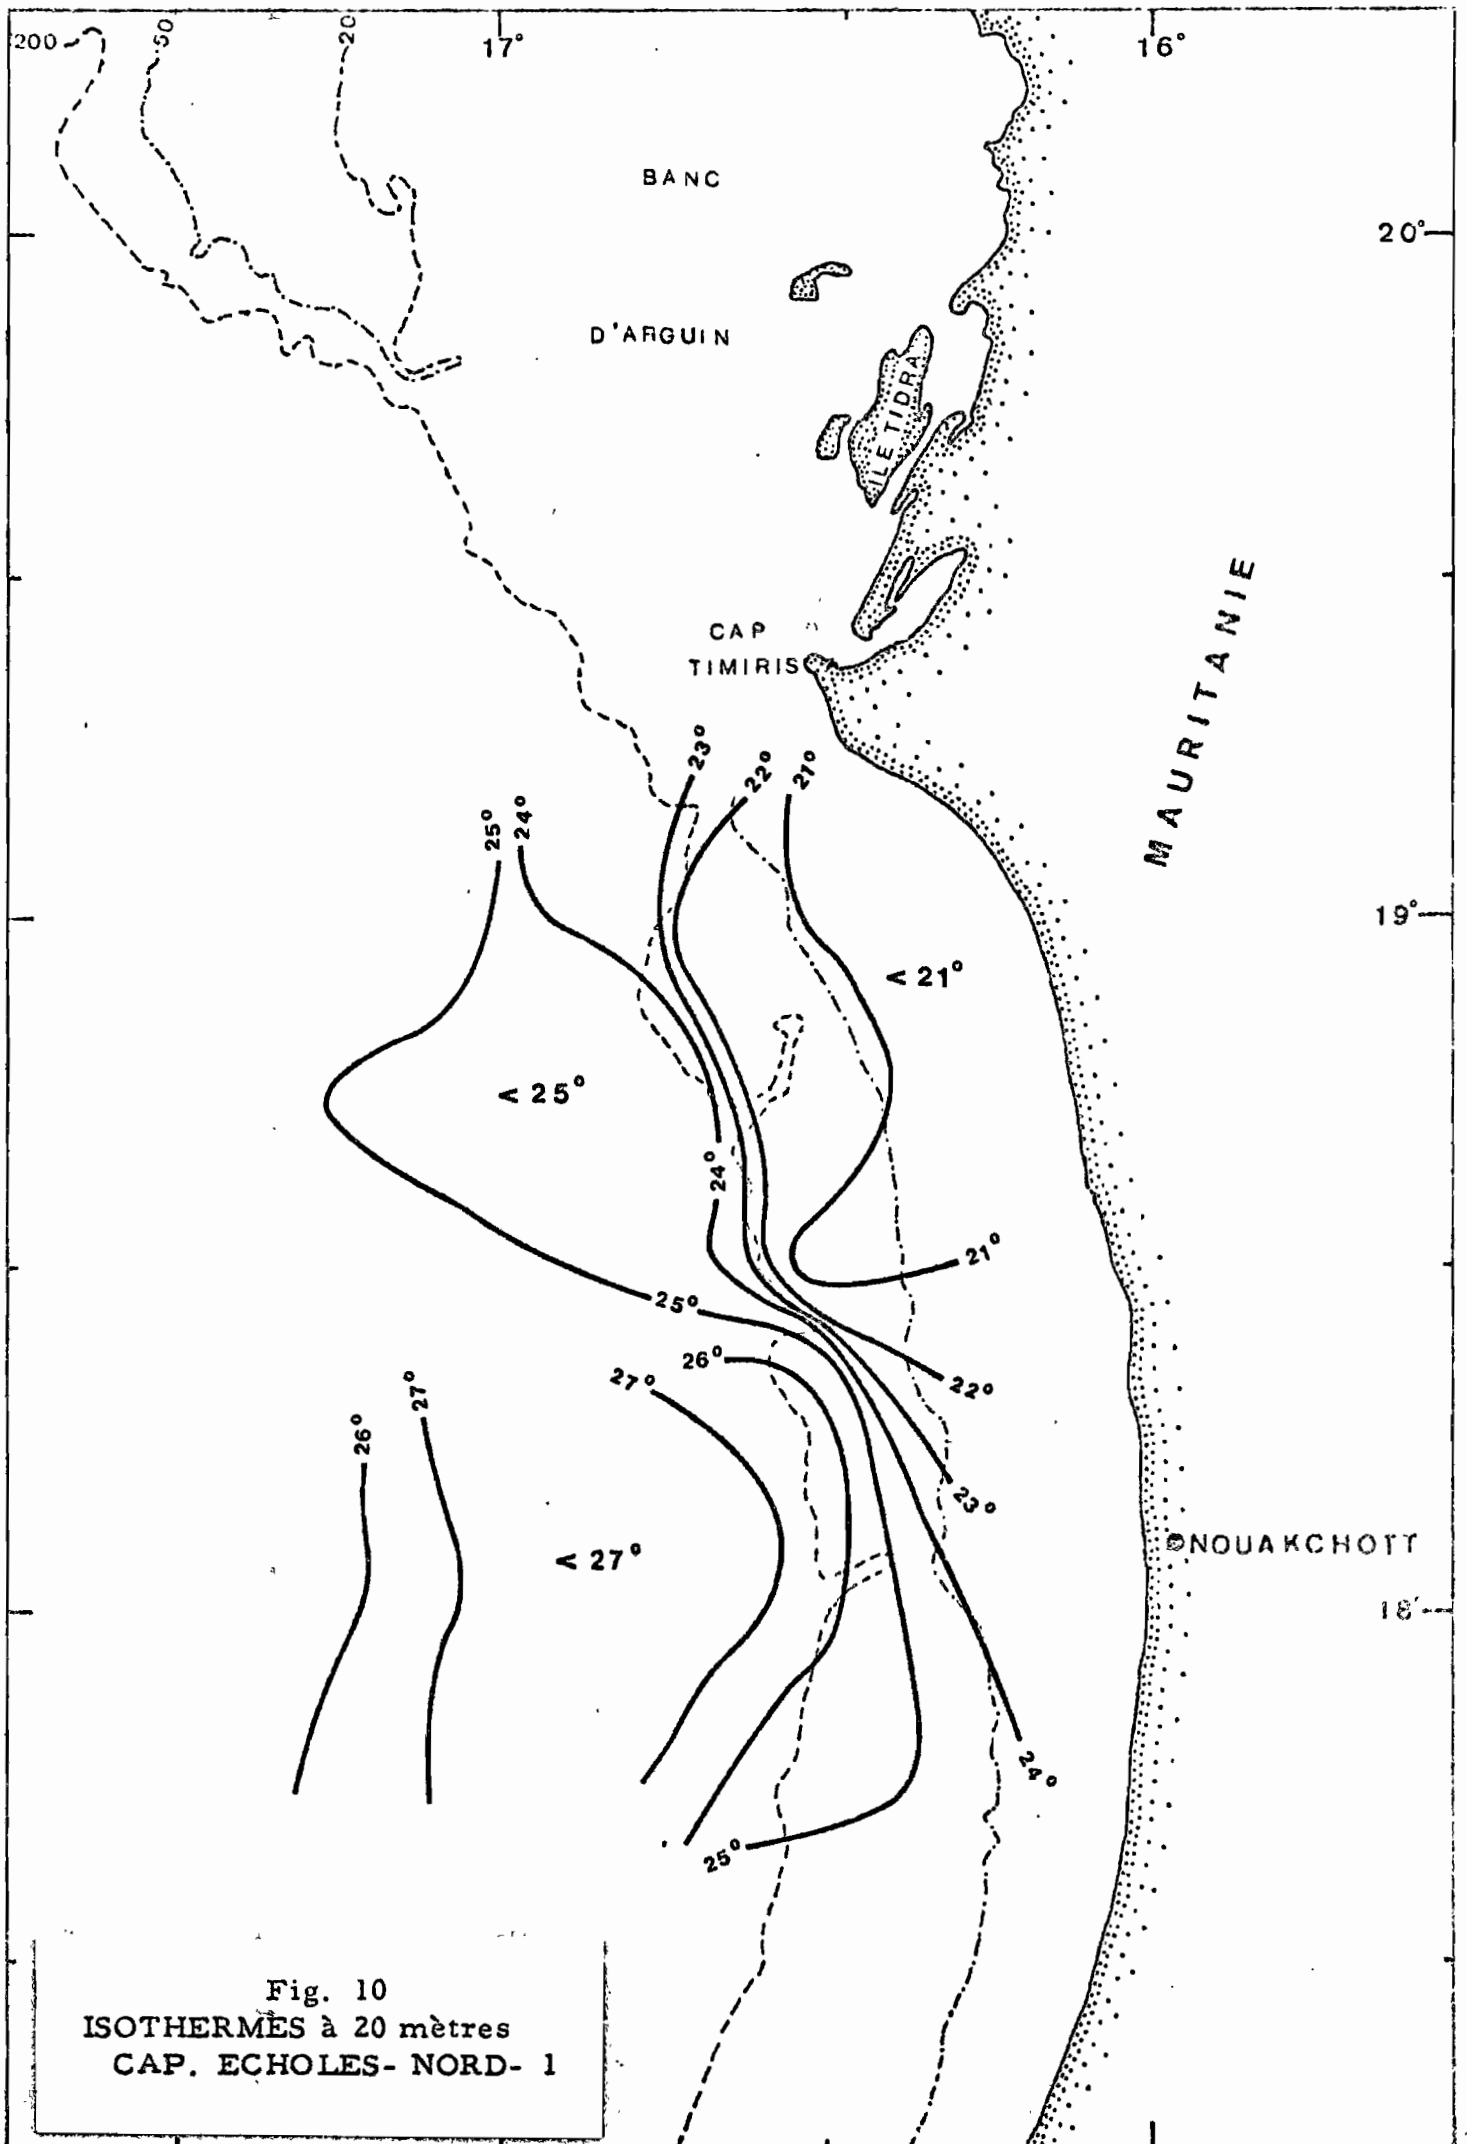 200
50
20
17°
16°
BANC
20°
D'ARGUIN
ILE TIDRA
CAP
TIMIRIS
MAURITANIE
23°
22°
21°
25°
24°
19°
< 21°
< 25°
24°
21°
25°
26°
27°
22°
27°
26°
23°
< 27°
NOUAKCHOTT
18°
24°
25°
Fig. 10
ISOTHERMES à 20 mètres
CAP. ECHOLES- NORD- 1